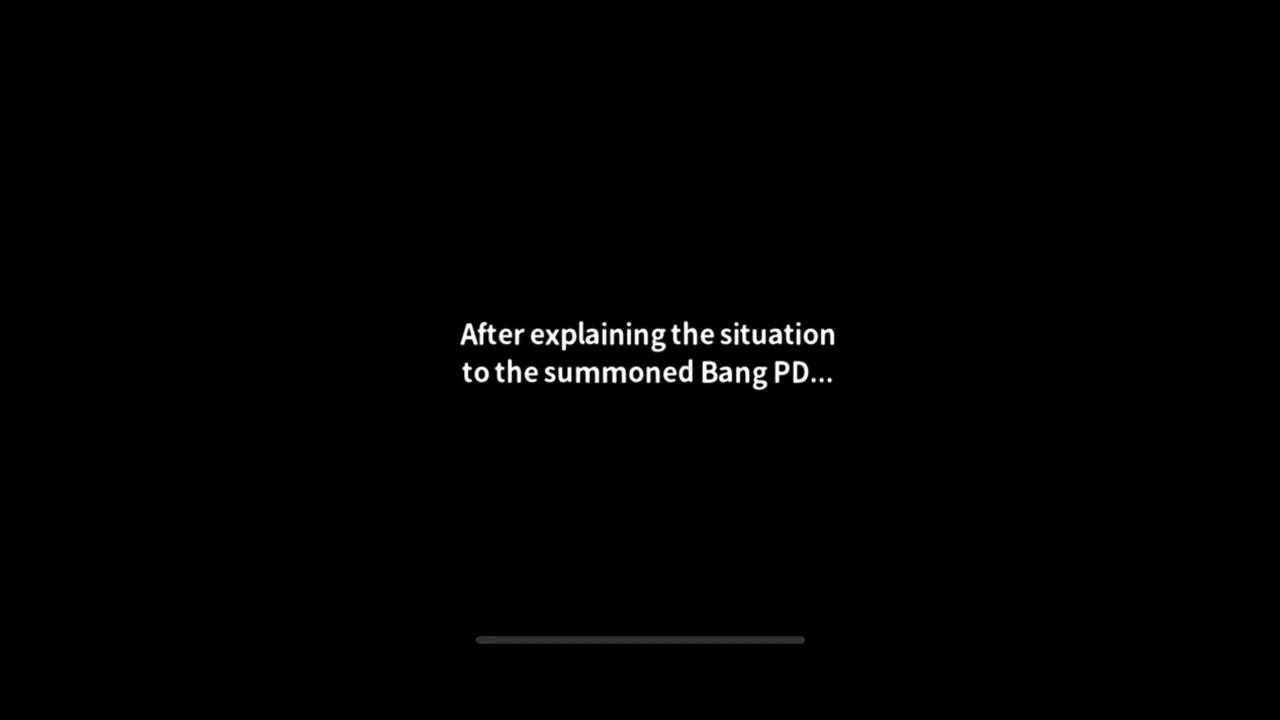 After explaining the situation
to the summoned Bang PD...